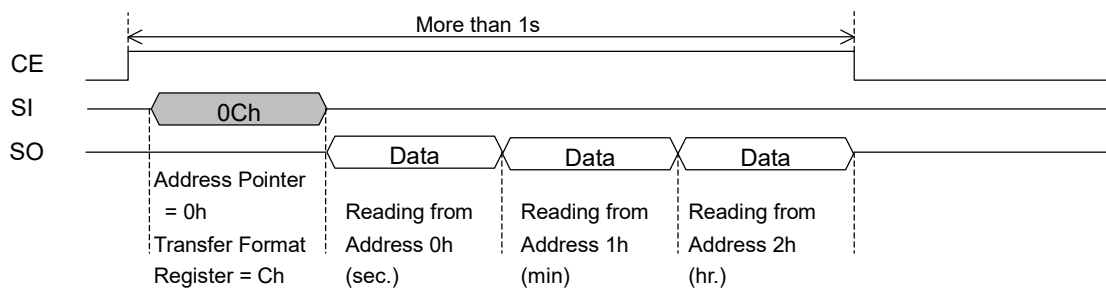 More than 1s
CE
SI
0Ch
SO
Data
Data
Data
Address Pointer
= 0h
Transfer Format
Register = Ch
Reading from
Address 0h
(sec.)
Reading from
Address 1h
(min)
Reading from
Address 2h
(hr.)